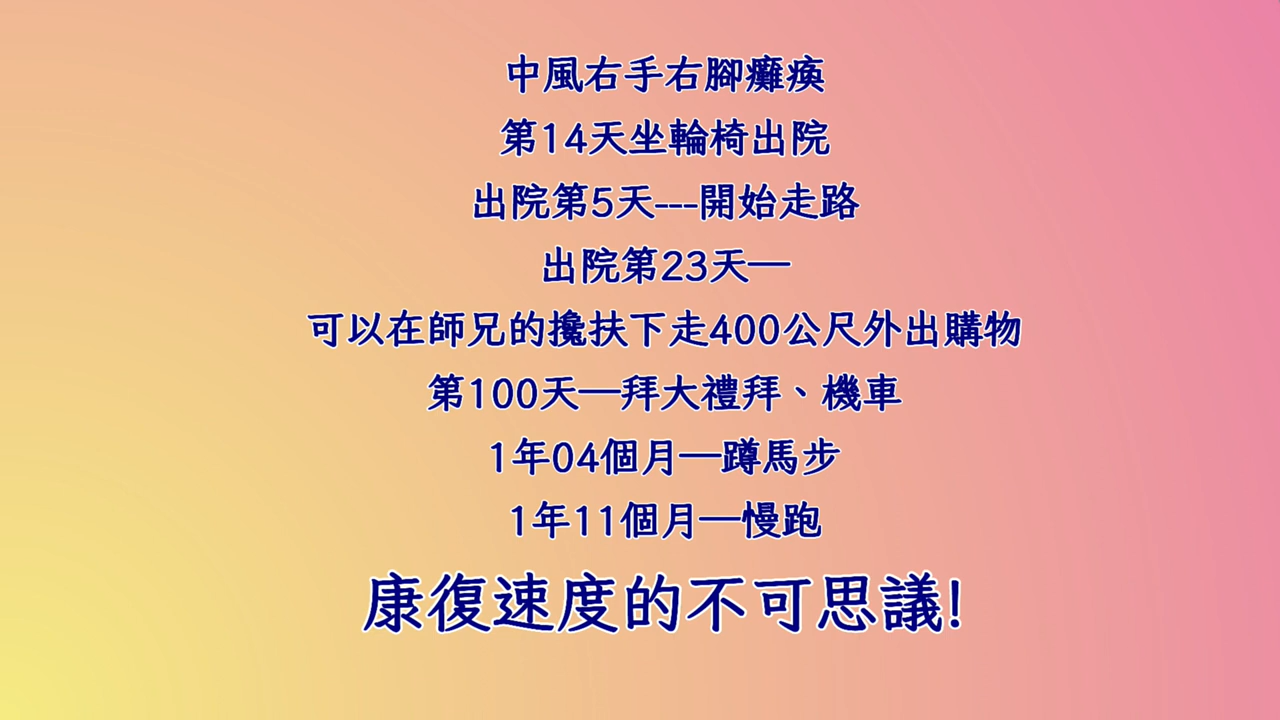 中風右手右腳癱瘓
第14天坐輪椅出院
出院第5天---開始走路
出院第23天—
可以在師兄的攙扶下走400公尺外出購物
第100天—拜大禮拜、機車
1年04個月—蹲馬步
1年11個月—慢跑
康復速度的不可思議!